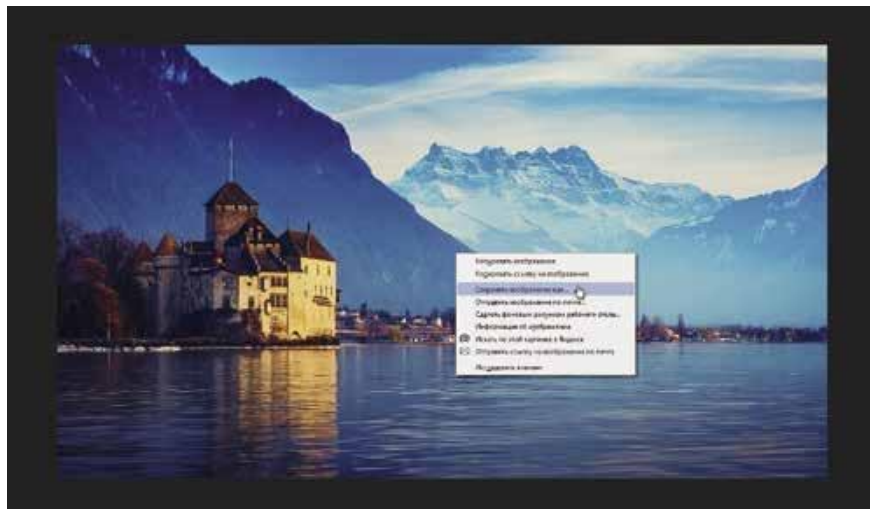 Копировать изображение
Копировать ссылку на изображение
Сохранить изображение как...
Отправить изображение по почте...
Сделать фоновым рисунком рабочего стола...
Информация об изображении
Искать по этой картинке в Яндексе
Отправить ссылку на изображение по почте
Исследовать элемент